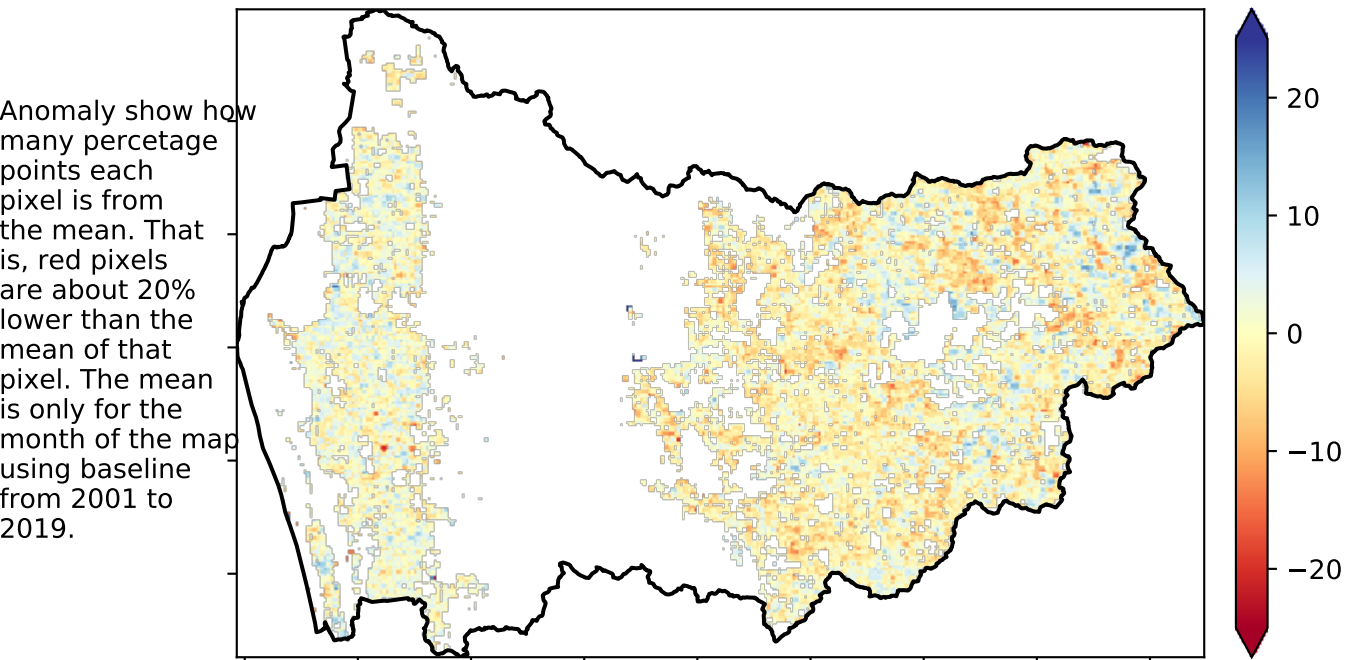 Anomaly show how
many percetage
points each
pixel is from
the mean. That
is, red pixels
are about 20%
lower than the
mean of that
pixel. The mean
is only for the
month of the map
using baseline
from 2001 to
2019.
20
10
0
−10
−20